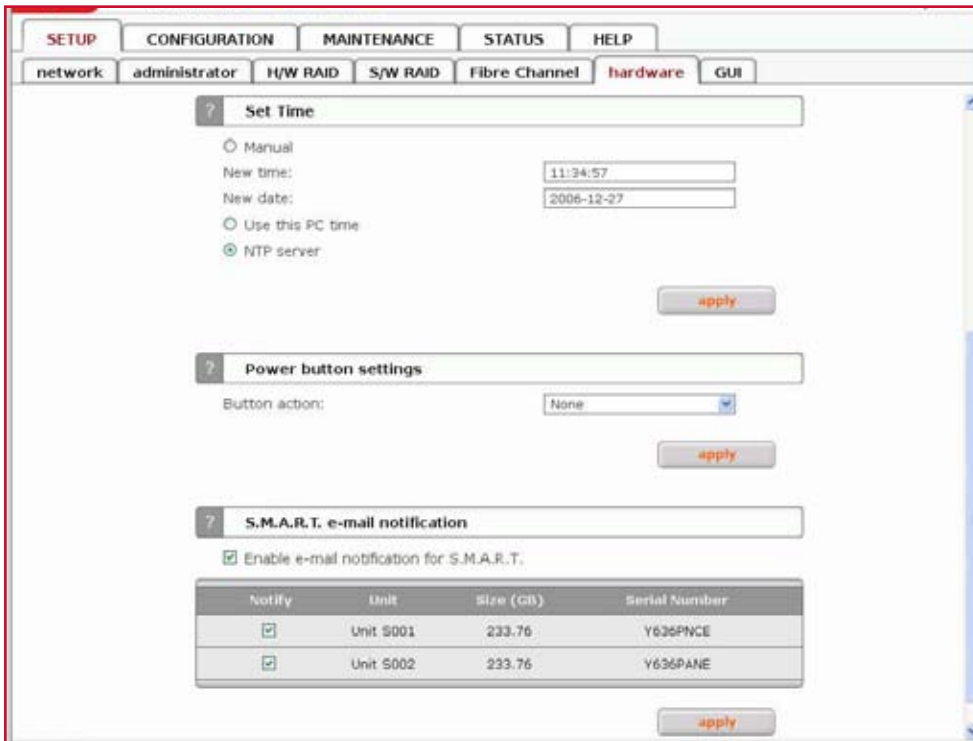 SETUP CONFIGURATION MAINTENANCE STATUS HELP
network administrator H/W RAID S/W RAID Fibre Channel hardware GUI
? Set Time
Manual
New time: 11:34:57
New date: 2006-12-27
Use this PC time
NTP server
apply
? Power button settings
Button action: None
apply
? S.M.A.R.T. e-mail notification
Enable e-mail notification for S.M.A.R.T.
Notify Unit Size (GB) Serial Number
Unit S001 233.76 Y636PNCE
Unit S002 233.76 Y636PANE
apply